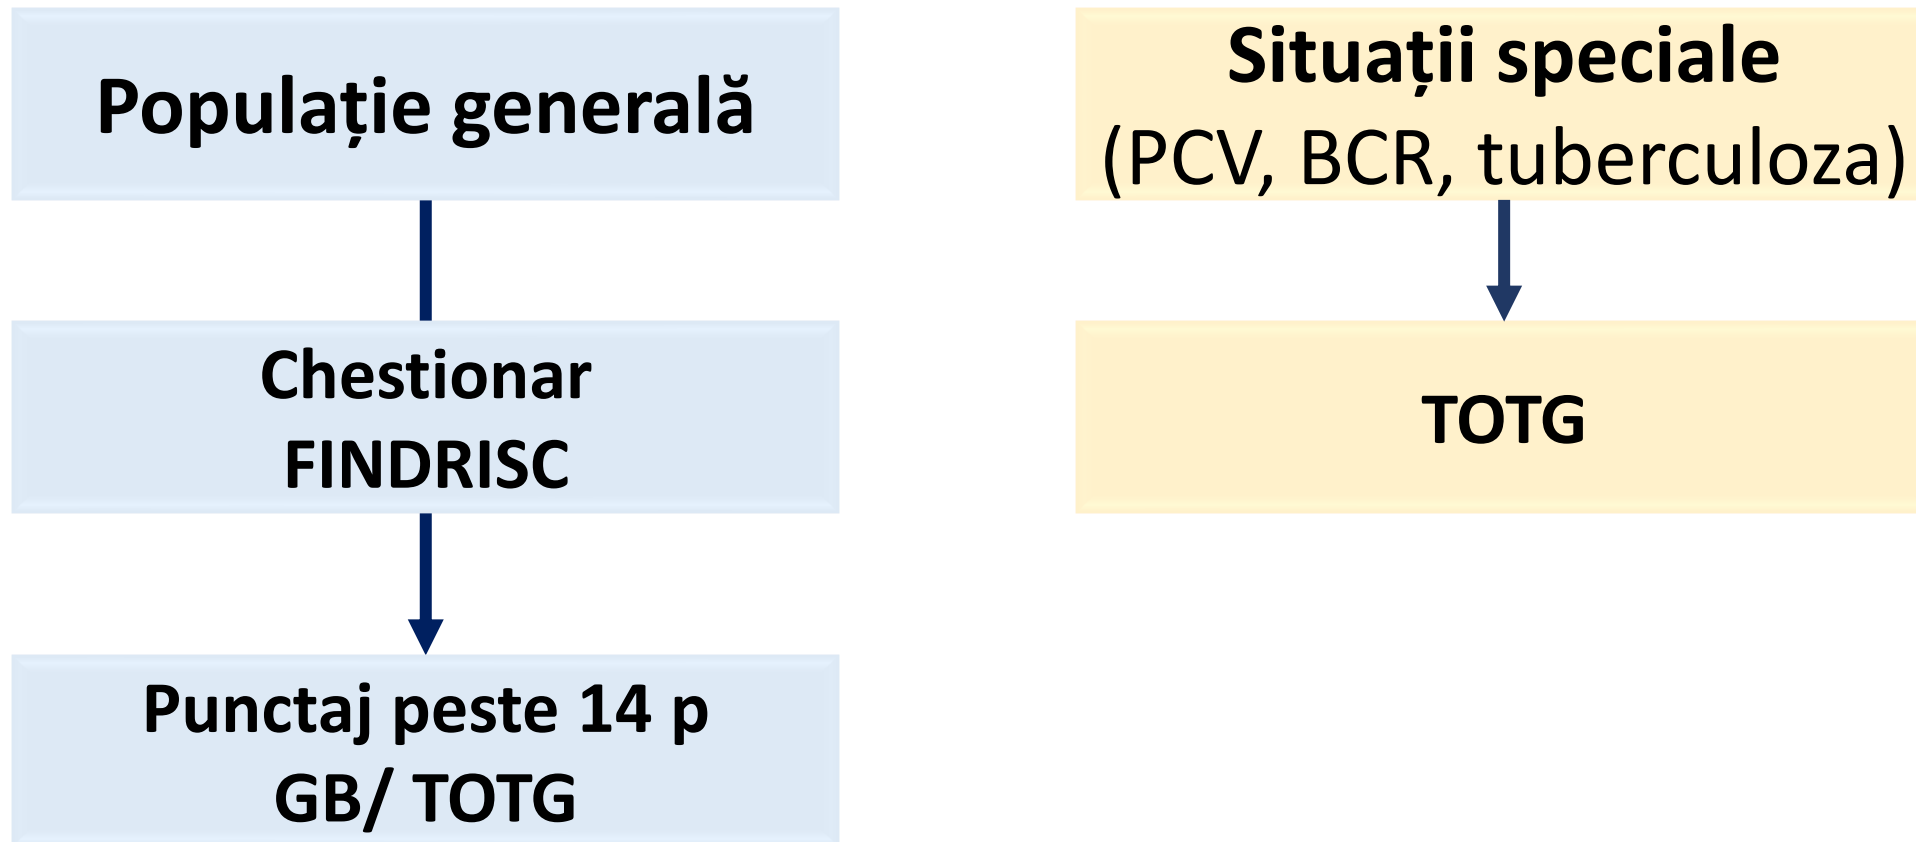 Populație generală
Chestionar
FINDRISC
Punctaj peste 14 p
GB/ TOTG
Situații speciale
(PCV, BCR, tuberculoza)
TOTG